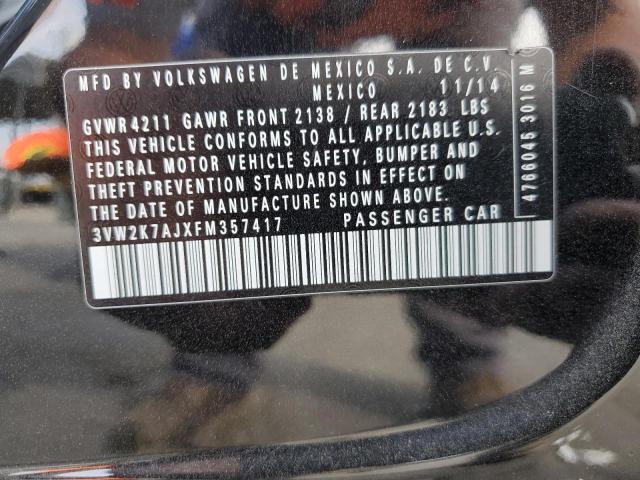 MFD BY VOLKSWAGEN DE MEXICO S.A. DE C.V.
MEXICO 11/14
GVWR 4211 GAWR FRONT 2138 / REAR 2183 LBS
THIS VEHICLE CONFORMS TO ALL APPLICABLE U.S.
FEDERAL MOTOR VEHICLE SAFETY, BUMPER AND
THEFT PREVENTION STANDARDS IN EFFECT ON
THE DATE OF MANUFACTURE SHOWN ABOVE.
3VW2K7AJXFM357417 PASSENGER CAR
4766045 3016 M